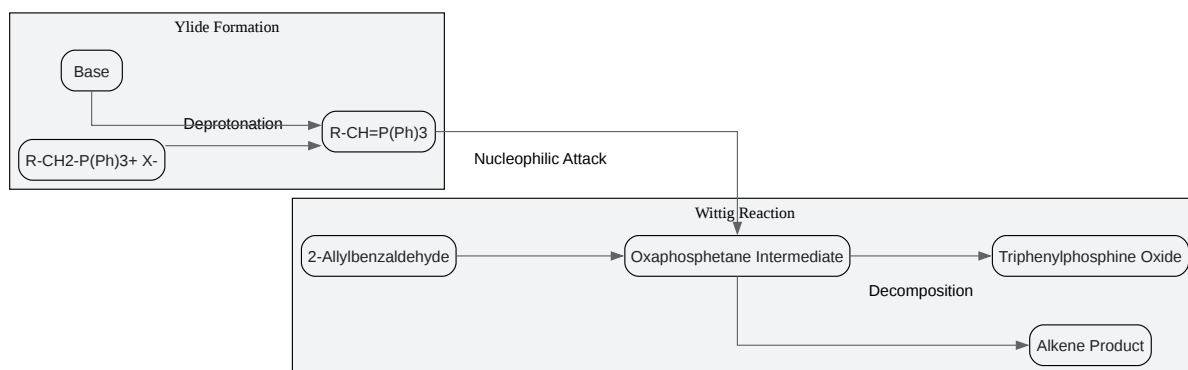 Ylide Formation
Base
Deprotonation
R-CH=P(Ph)3
R-CH2-P(Ph)3+ X-
Nucleophilic Attack
Wittig Reaction
2-Allylbenzaldehyde
Oxaphosphetane Intermediate
Triphenylphosphine Oxide
Decomposition
Alkene Product